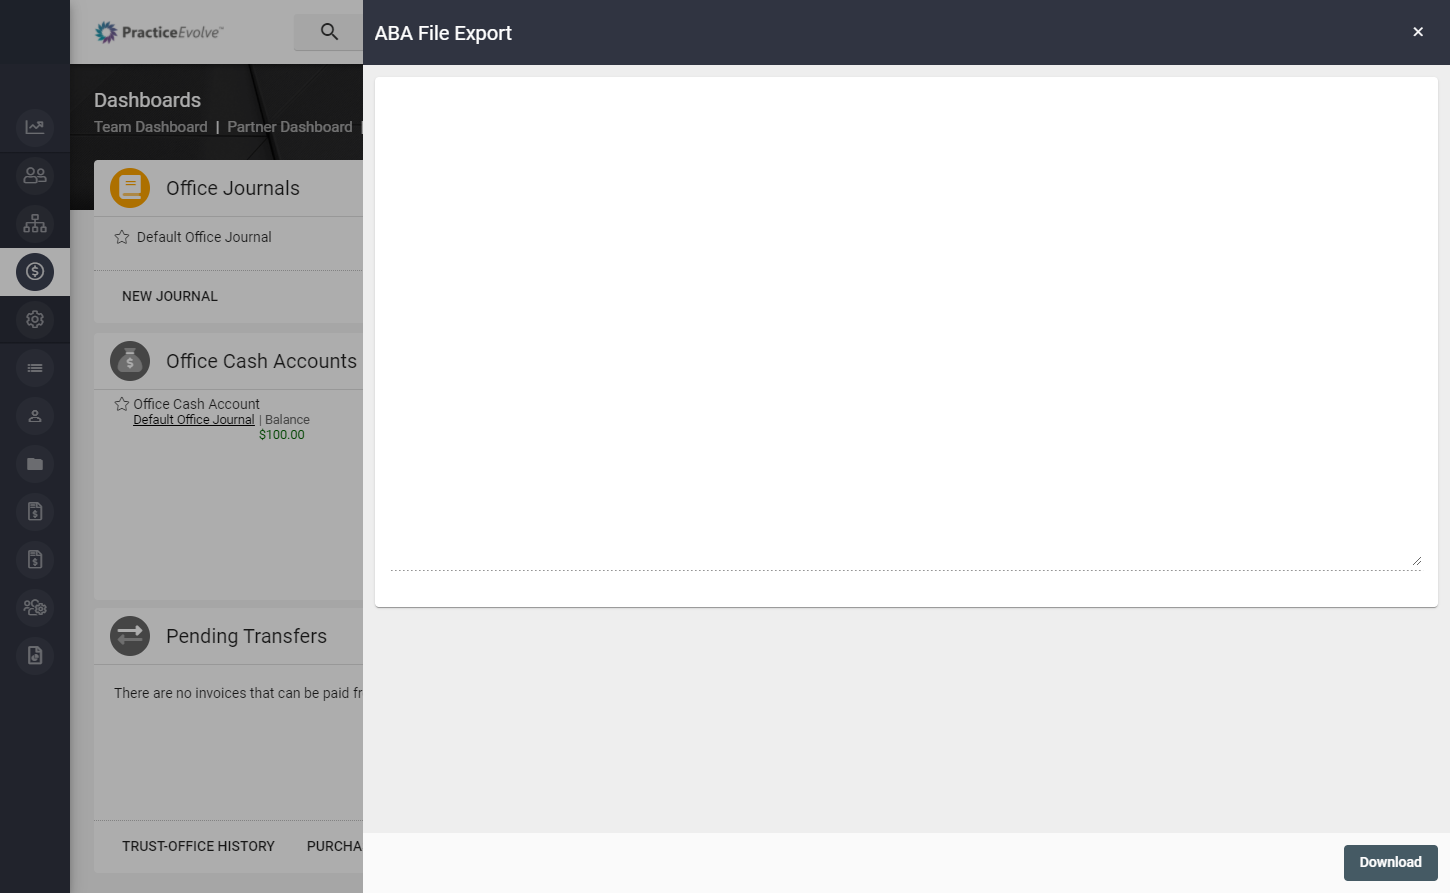 PracticeEvolve™
ABA File Export
Dashboards
Team Dashboard | Partner Dashboard |
Office Journals
Default Office Journal
NEW JOURNAL
Office Cash Accounts
Office Cash Account
Default Office Journal | Balance
$100.00
Pending Transfers
There are no invoices that can be paid fr
TRUST-OFFICE HISTORY PURCHA
Download